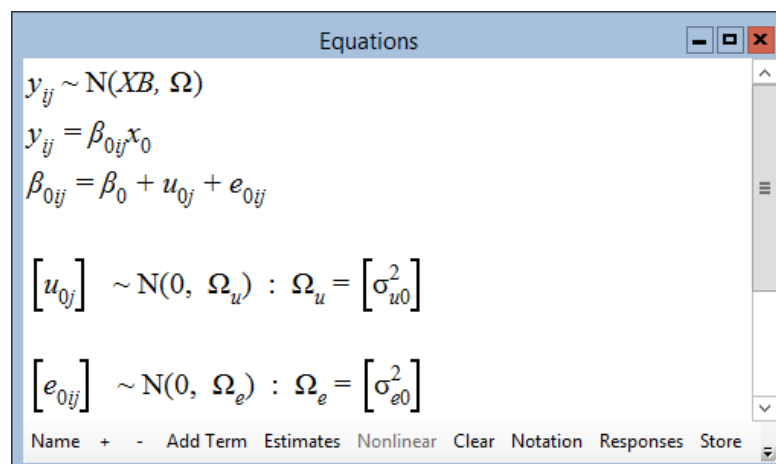 Equations
y_ij ~ N(XB, Ω)
y_ij = β_0ij x_0
β_0ij = β_0 + u_0j + e_0ij
[u_0j] ~ N(0, Ω_u) : Ω_u = [σ²_u0]
[e_0ij] ~ N(0, Ω_e) : Ω_e = [σ²_e0]
Name + - Add Term Estimates Nonlinear Clear Notation Responses Store